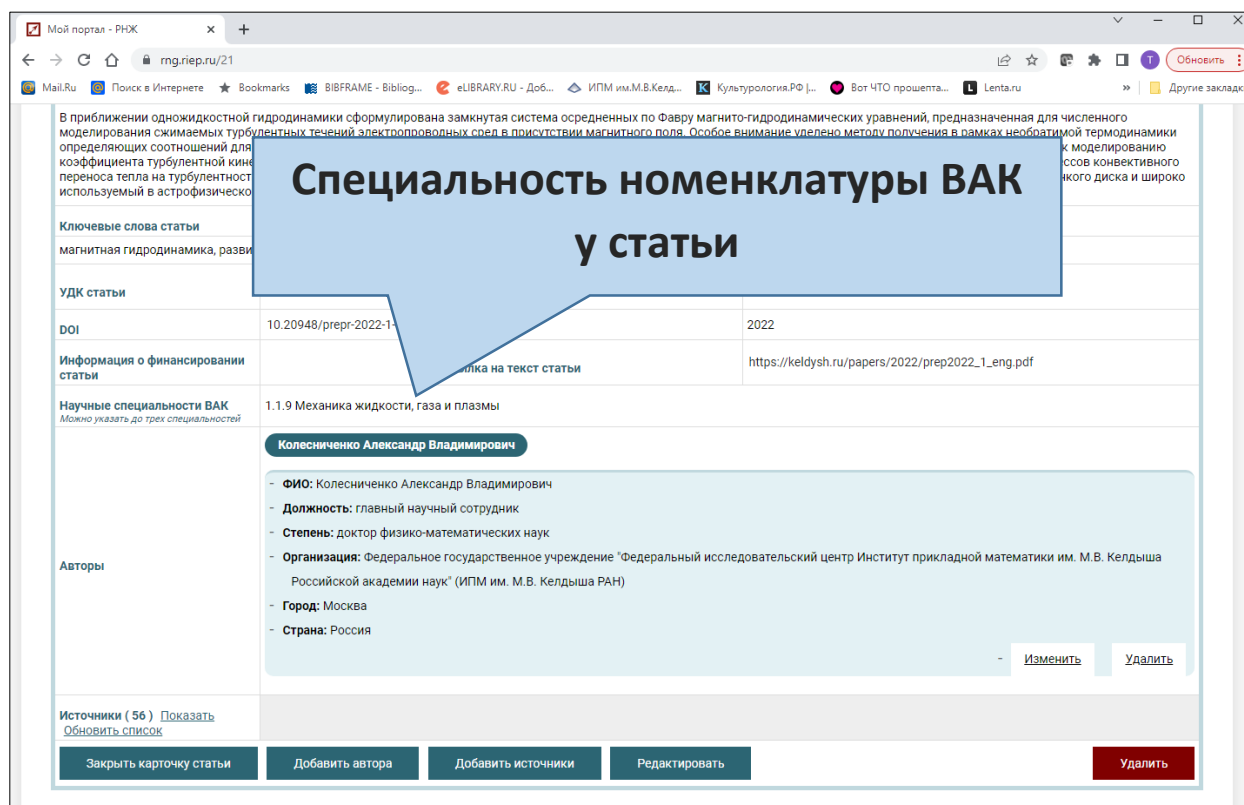 Мой портал - РНЖ
rng.riep.ru/21
Обновить
T
Mail.Ru Поиск в Интернете Bookmarks BIBFRAME - Bibliog... eLIBRARY.RU - Доб... ИПМ им.М.В.Келд... Культурология.РФ |... Вот ЧТО прошепта... Lenta.ru » Другие закладк
В приближении одножидкостной гидродинамики сформулирована замкнутая система осредненных по Фавру магнито-гидродинамических уравнений, предназначенная для численного
моделирования сжимаемых турбулентных течений электропроводных сред в присутствии магнитного поля. Особое внимание уделено методу получения в рамках необратимой термодинамики
определяющих соотношений для к моделированию
коэффициента турбулентной кине ссов конвективного
переноса тепла на турбулентност нкого диска и широко
используемый в астрофизическо
Специальность номенклатуры ВАК
у статьи
Ключевые слова статьи
магнитная гидродинамика, разви
УДК статьи
DOI 10.20948/prepr-2022-1- 2022
Информация о финансировании
статьи
лка на текст статьи https://keldysh.ru/papers/2022/prep2022_1_eng.pdf
Научные специальности ВАК 1.1.9 Механика жидкости, газа и плазмы
Можно указать до трех специальностей
Авторы
Колесниченко Александр Владимирович
- ФИО: Колесниченко Александр Владимирович
- Должность: главный научный сотрудник
- Степень: доктор физико-математических наук
- Организация: Федеральное государственное учреждение "Федеральный исследовательский центр Институт прикладной математики им. М.В. Келдыша
Российской академии наук" (ИПМ им. М.В. Келдыша РАН)
- Город: Москва
- Страна: Россия
- Изменить Удалить
Источники ( 56 ) Показать
Обновить список
Закрыть карточку статьи Добавить автора Добавить источники Редактировать Удалить